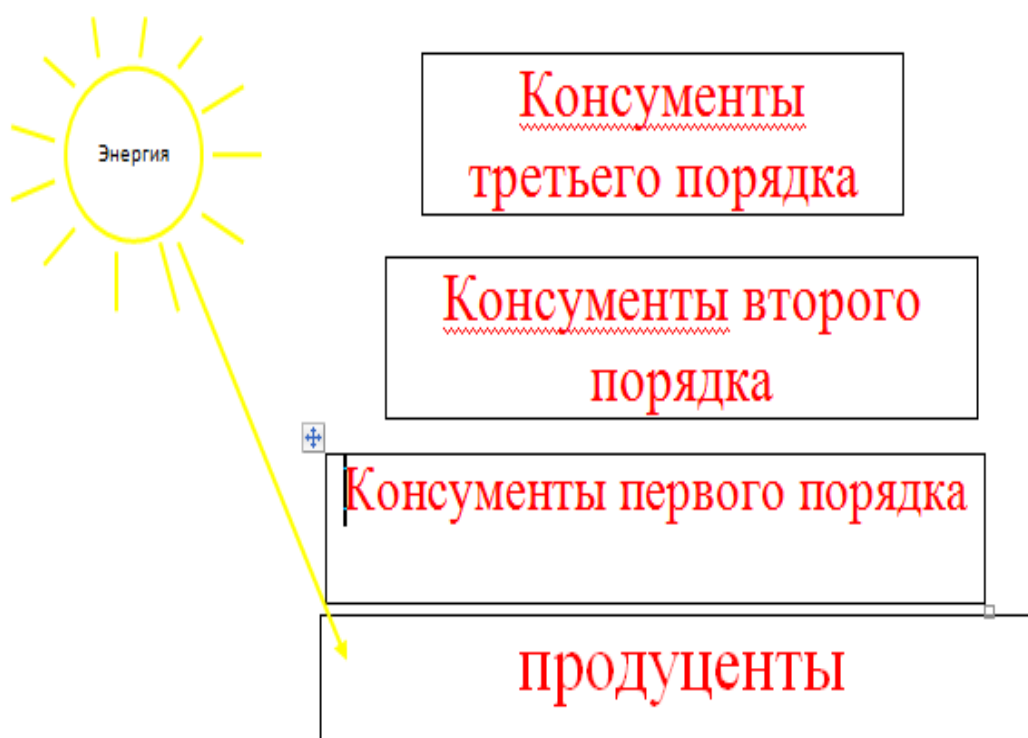 Энергия
Консументы
третьего порядка
Консументы второго
порядка
Консументы первого порядка
продуценты